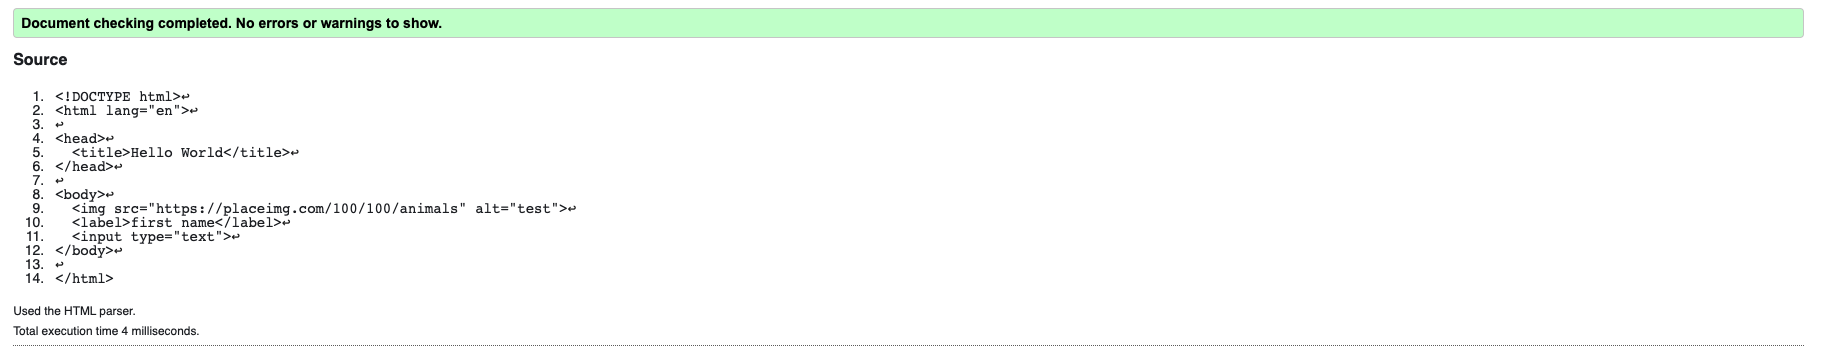 Document checking completed. No errors or warnings to show.
Source
1. <!DOCTYPE html>↩
2. <html lang="en">↩
3. ↩
4. <head>↩
5.   <title>Hello World</title>↩
6. </head>↩
7. ↩
8. <body>↩
9.   <img src="https://placeimg.com/100/100/animals" alt="test">↩
10.   <label>first name</label>↩
11.   <input type="text">↩
12. </body>↩
13. ↩
14. </html>
Used the HTML parser.
Total execution time 4 milliseconds.